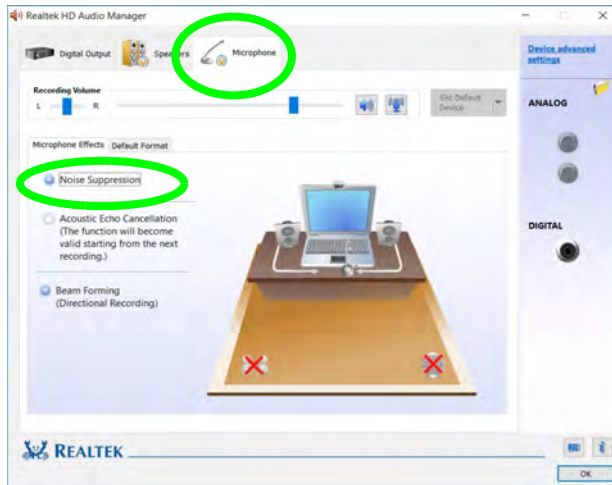 Realtek HD Audio Manager
Digital Output
Speakers
Microphone
Device advanced
settings
Recording Volume
L
R
Set Default
Device
ANALOG
Microphone Effects
Default Format
Noise Suppression
Acoustic Echo Cancellation
(The function will become
valid starting from the next
recording.)
DIGITAL
Beam Forming
(Directional Recording)
REALTEK
OK